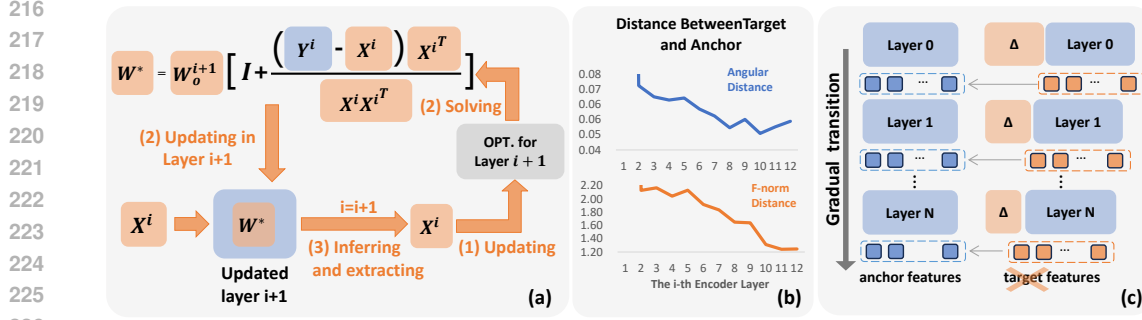 216
217
218
219
220
221
222
223
224
225
W* = W_o^{i+1} [ I + (Y^i - X^i) X^{i^T} / X^i X^{i^T} ]
(2) Solving
(2) Updating in
Layer i+1
OPT. for
Layer i + 1
X^i
W*
i=i+1
X^i
(3) Inferring
and extracting
(1) Updating
Updated
layer i+1
(a)
Distance BetweenTarget
and Anchor
0.08
0.07
0.06
0.06
0.05
0.04
Angular
Distance
1 2 3 4 5 6 7 8 9 10 11 12
2.20
2.00
1.80
1.60
1.40
1.20
F-norm
Distance
1 2 3 4 5 6 7 8 9 10 11 12
The i-th Encoder Layer
(b)
Gradual transition
Layer 0
Δ
Layer 0
...
...
Layer 1
Δ
Layer 1
...
...
⋮
⋮
Layer N
Δ
Layer N
...
anchor features
target features
(c)